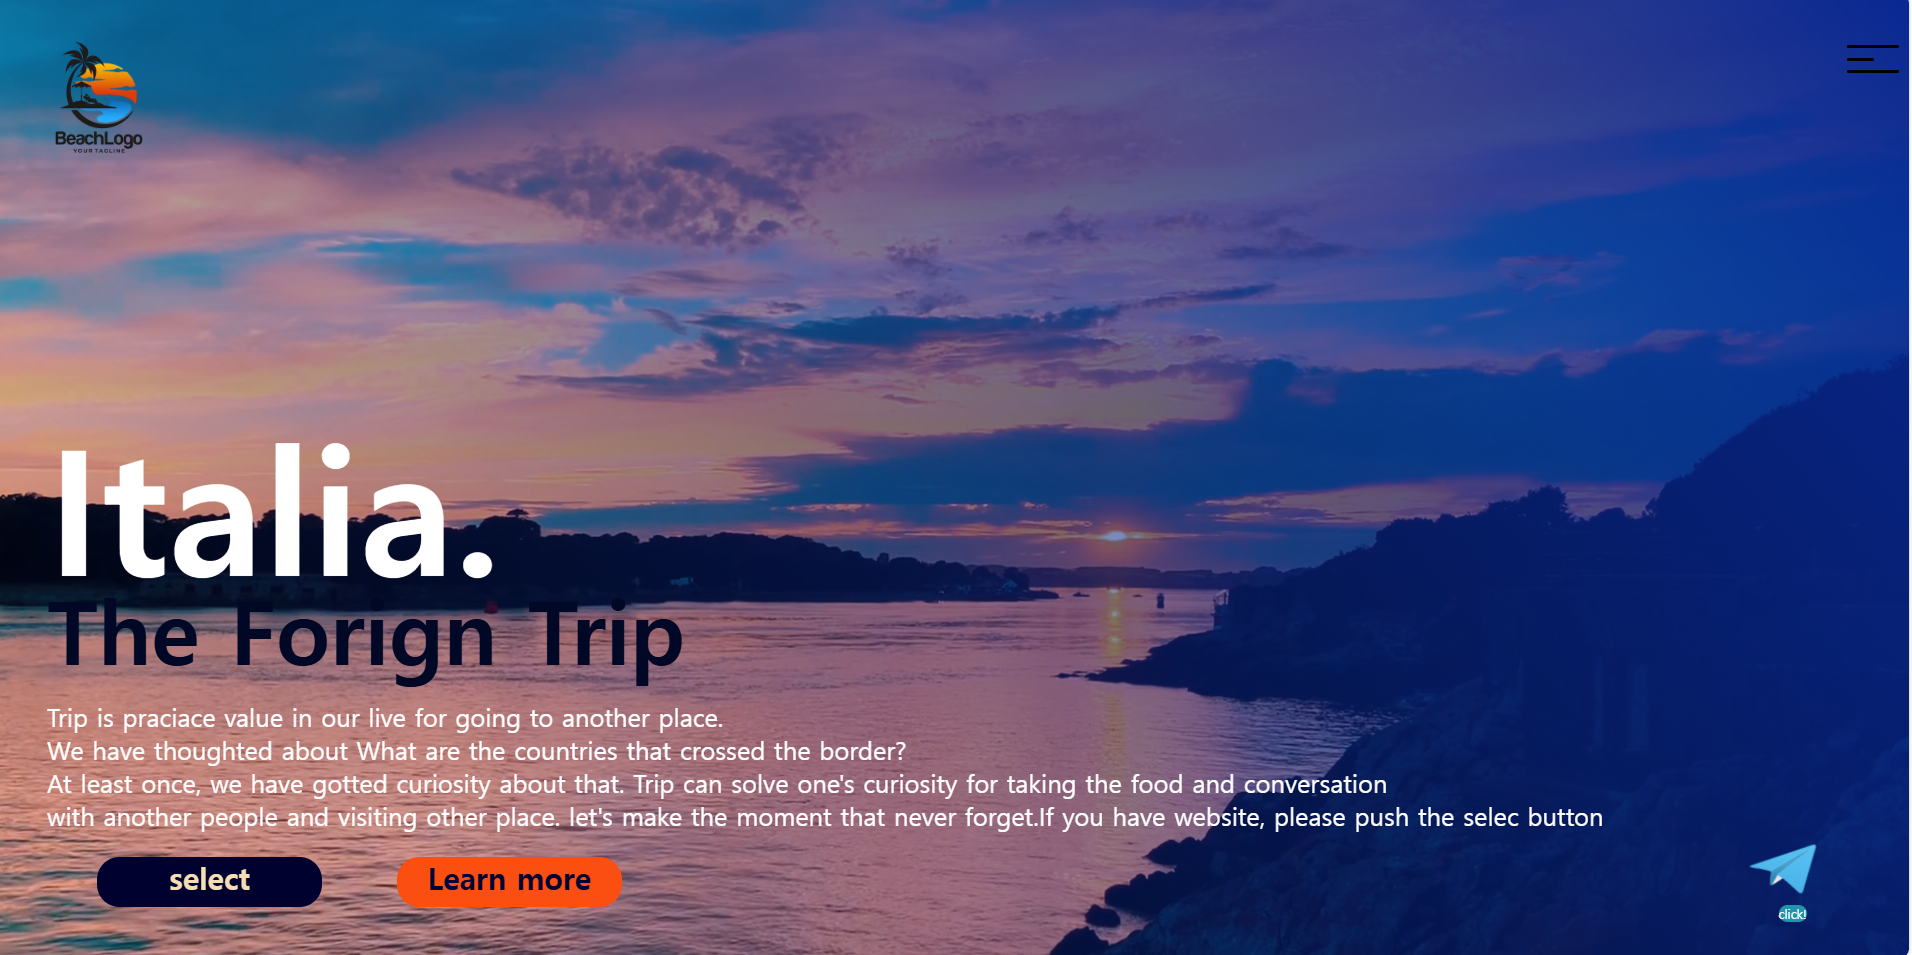 BeachLogo
YOUR TAGLINE
Italia.
The Forign Trip
Trip is praciace value in our live for going to another place.
We have thoughted about What are the countries that crossed the border?
At least once, we have gotted curiosity about that. Trip can solve one's curiosity for taking the food and conversation
with another people and visiting other place. let's make the moment that never forget.If you have website, please push the selec button
select
Learn more
click!